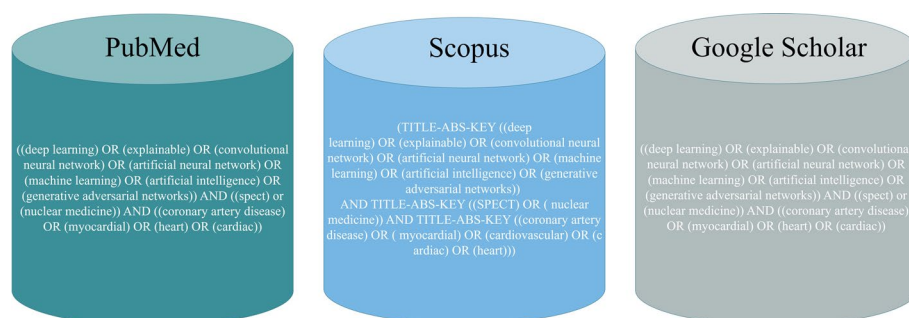 PubMed
((deep learning) OR (explainable) OR (convolutional
neural network) OR (artificial neural network) OR
(machine learning) OR (artificial intelligence) OR
(generative adversarial networks)) AND ((spect) or
(nuclear medicine)) AND ((coronary artery disease)
OR (myocardial) OR (heart) OR (cardiac))
Scopus
(TITLE-ABS-KEY ((deep
learning) OR (explainable) OR (convolutional neural
network) OR (artificial neural network) OR (machine
learning) OR (artificial intelligence) OR (generative
adversarial networks))
AND TITLE-ABS-KEY ((SPECT) OR ( nuclear
medicine)) AND TITLE-ABS-KEY ((coronary artery
disease) OR ( myocardial) OR (cardiovascular) OR (c
ardiac) OR (heart)))
Google Scholar
((deep learning) OR (explainable) OR (convolutional
neural network) OR (artificial neural network) OR
(machine learning) OR (artificial intelligence) OR
(generative adversarial networks)) AND ((spect) or
(nuclear medicine)) AND ((coronary artery disease)
OR (myocardial) OR (heart) OR (cardiac))